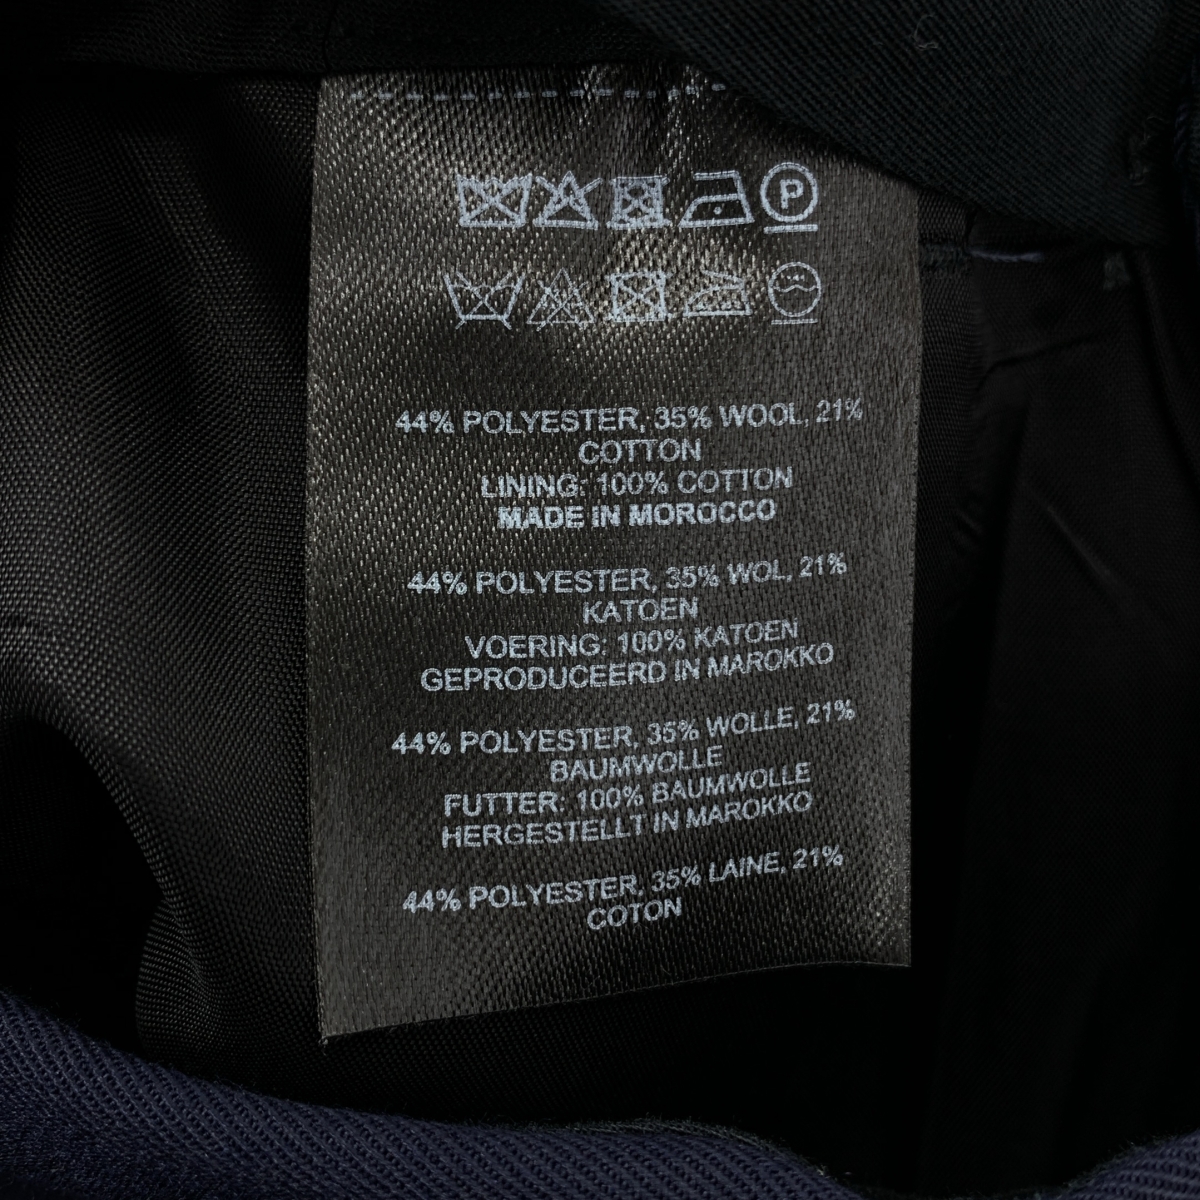 P
44% POLYESTER, 35% WOOL, 21%
COTTON
LINING: 100% COTTON
MADE IN MOROCCO
44% POLYESTER, 35% WOL, 21%
KATOEN
VOERING: 100% KATOEN
GEPRODUCEERD IN MAROKKO
44% POLYESTER, 35% WOLLE, 21%
BAUMWOLLE
FUTTER: 100% BAUMWOLLE
HERGESTELLT IN MAROKKO
44% POLYESTER, 35% LAINE, 21%
COTON